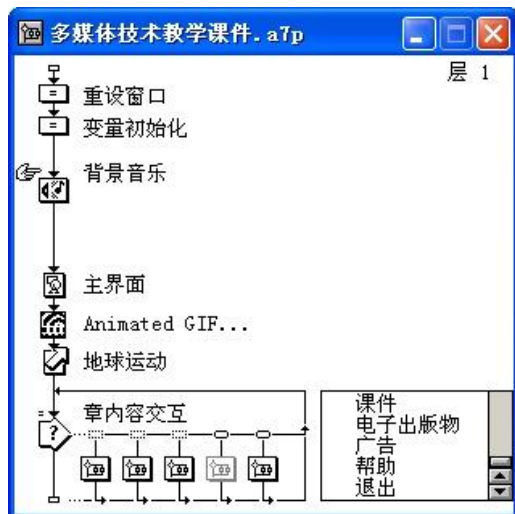 多媒体技术教学课件.a7p
层 1
重设窗口
变量初始化
背景音乐
主界面
Animated GIF...
地球运动
章内容交互
课件
电子出版物
广告
帮助
退出